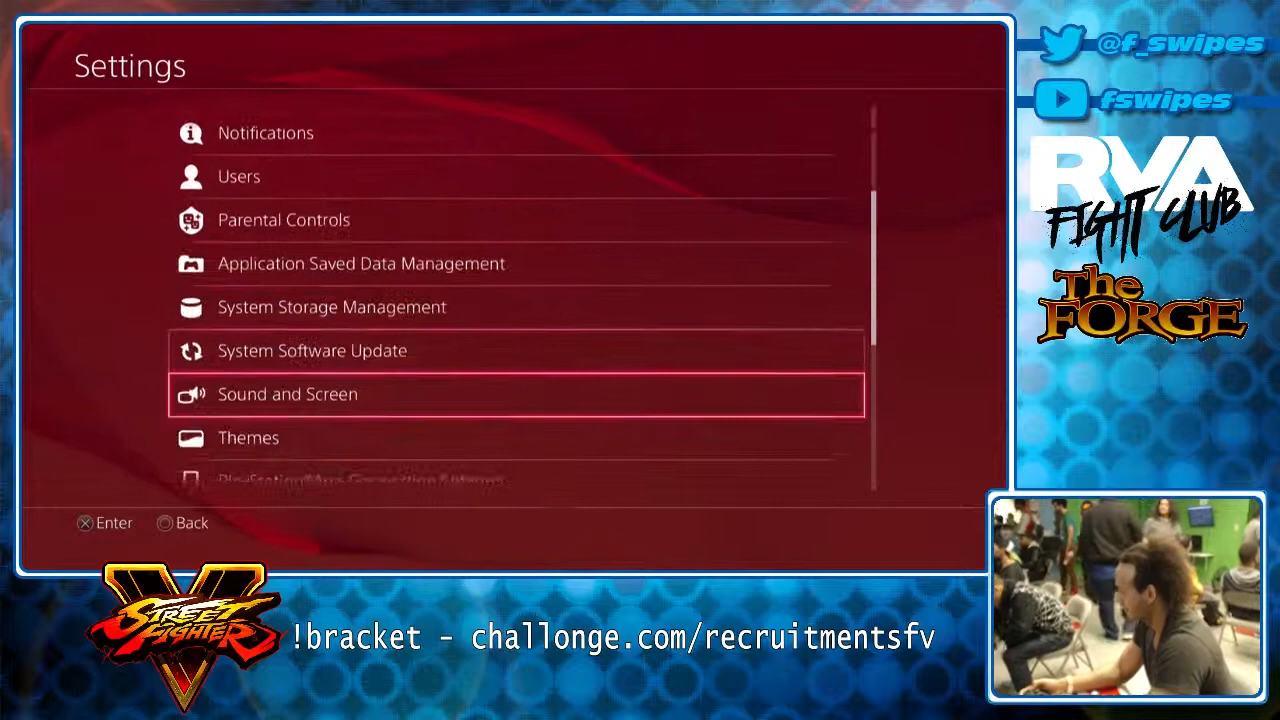 Settings
Notifications
Users
Parental Controls
Application Saved Data Management
System Storage Management
System Software Update
Sound and Screen
Themes
Enter
Back
@f_swipes
fswipes
RVA
FIGHT CLUB
The
FORGE
V
STREET
FIGHTER
!bracket - challonge.com/recruitmentsfv